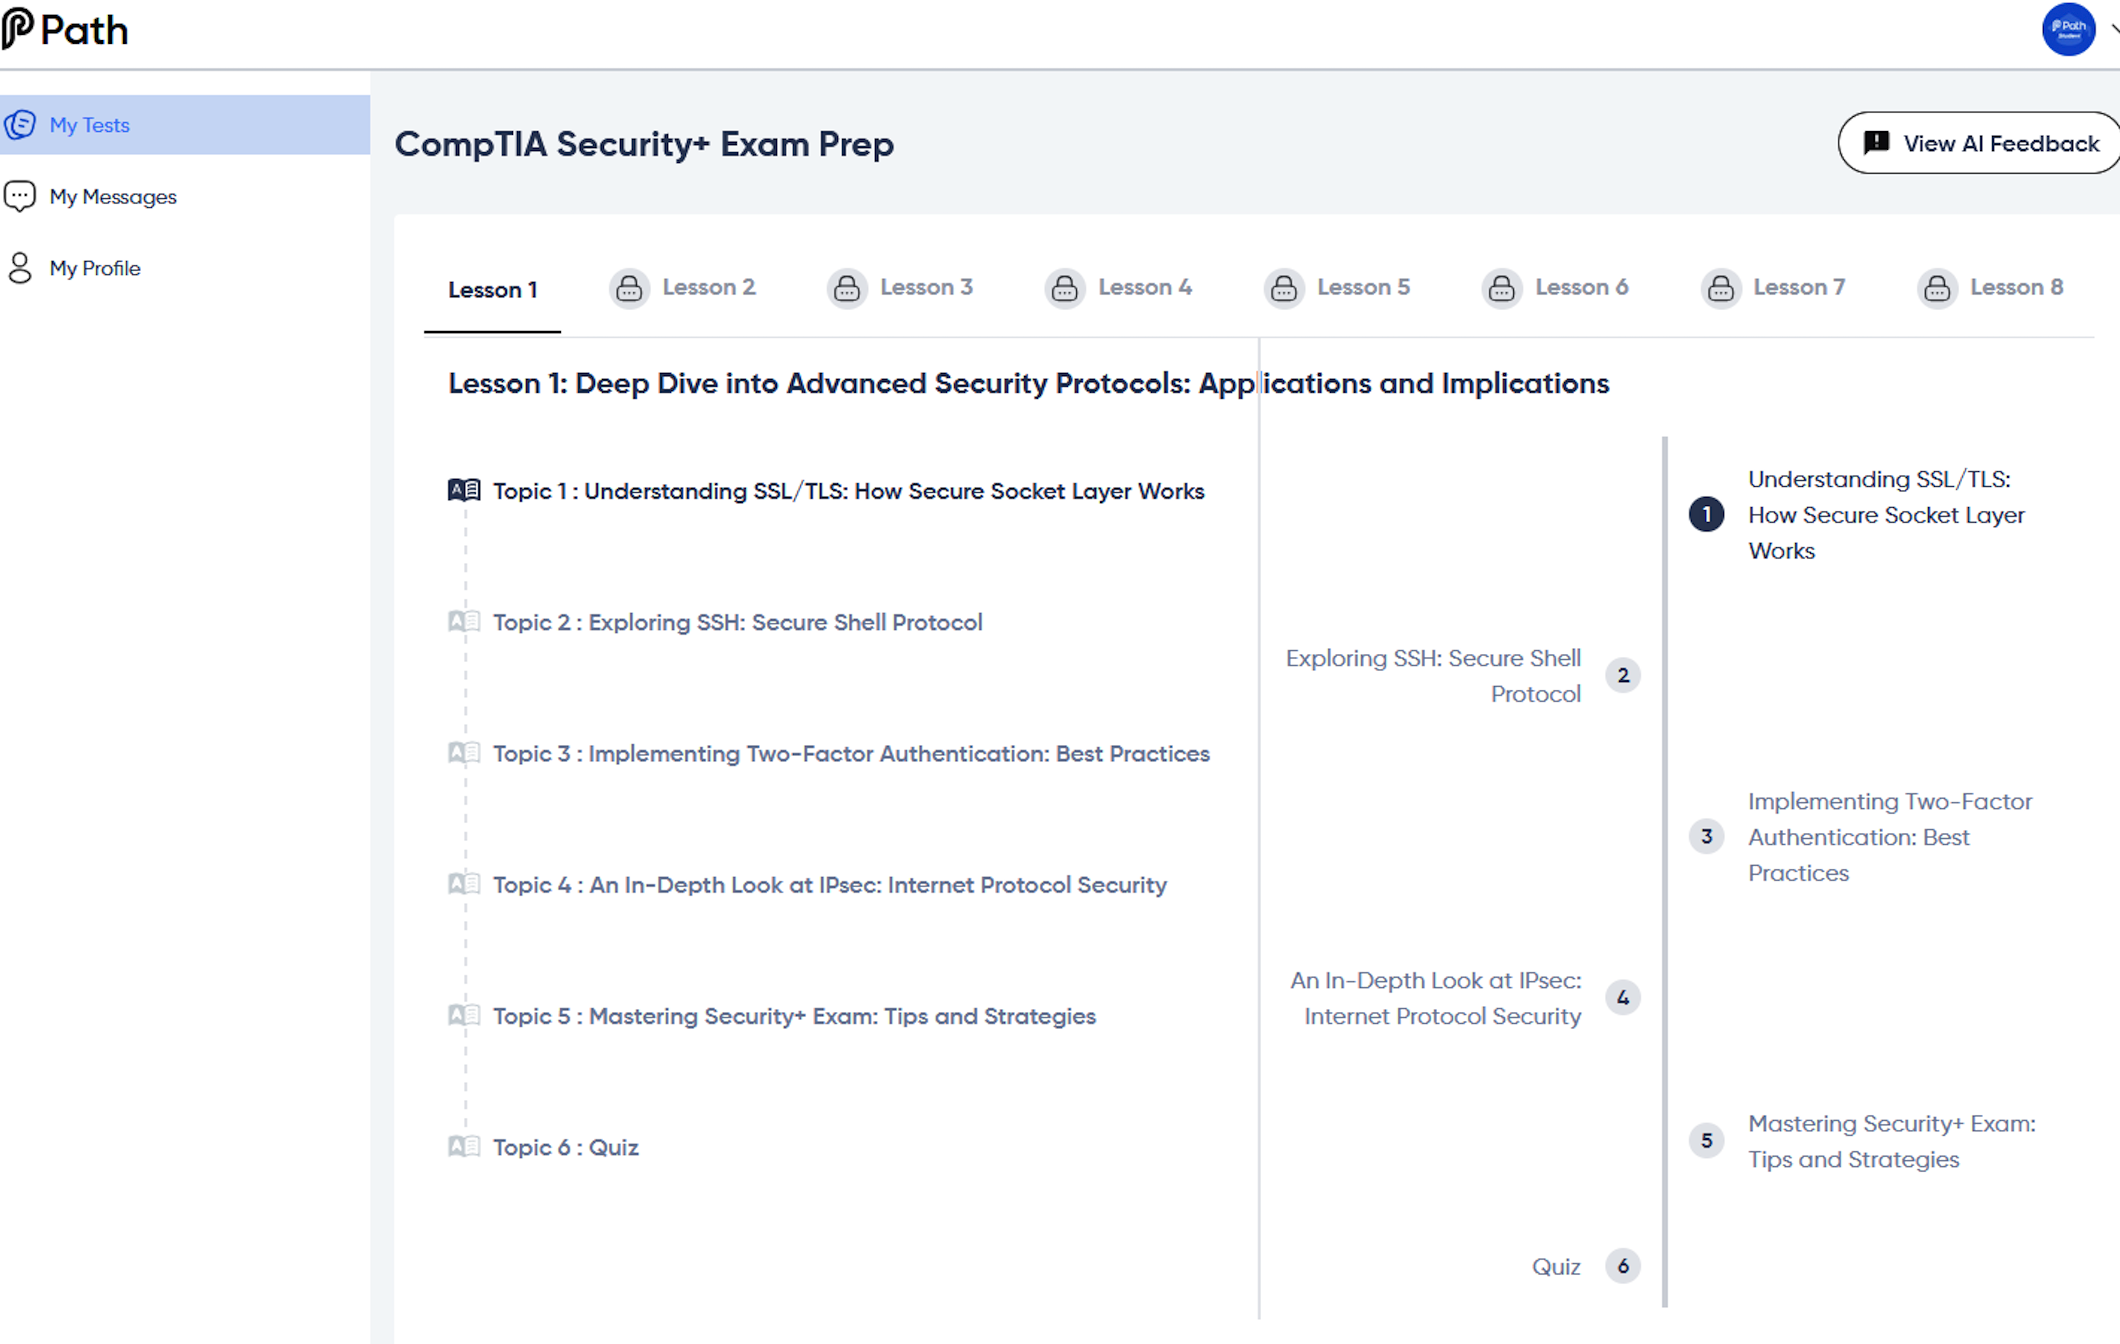 Path
Path
Student
My Tests
My Messages
My Profile
CompTIA Security+ Exam Prep
View AI Feedback
Lesson 1
Lesson 2
Lesson 3
Lesson 4
Lesson 5
Lesson 6
Lesson 7
Lesson 8
Lesson 1: Deep Dive into Advanced Security Protocols: Applications and Implications
Topic 1 : Understanding SSL/TLS: How Secure Socket Layer Works
Topic 2 : Exploring SSH: Secure Shell Protocol
Topic 3 : Implementing Two-Factor Authentication: Best Practices
Topic 4 : An In-Depth Look at IPsec: Internet Protocol Security
Topic 5 : Mastering Security+ Exam: Tips and Strategies
Topic 6 : Quiz
1
Understanding SSL/TLS:
How Secure Socket Layer
Works
Exploring SSH: Secure Shell
Protocol
2
3
Implementing Two-Factor
Authentication: Best
Practices
An In-Depth Look at IPsec:
Internet Protocol Security
4
5
Mastering Security+ Exam:
Tips and Strategies
Quiz
6